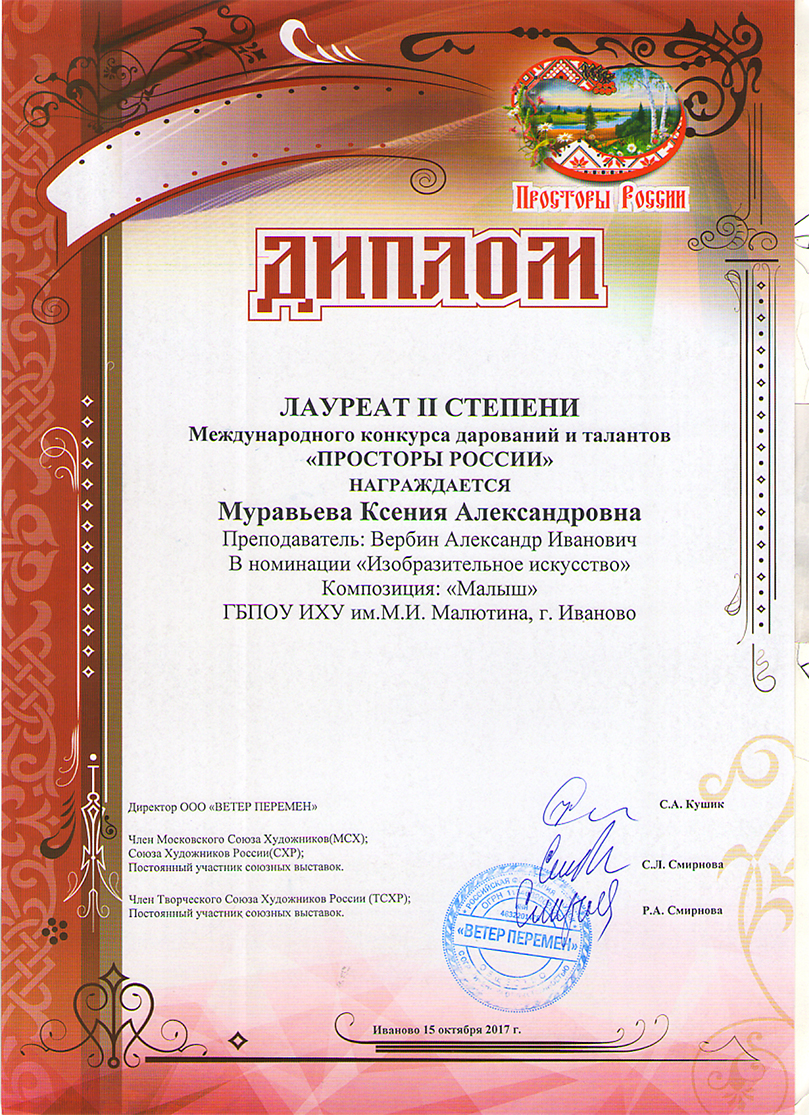 Просторы России
ДИПЛОМ
ЛАУРЕАТ II СТЕПЕНИ
Международного конкурса дарований и талантов
«ПРОСТОРЫ РОССИИ»
НАГРАЖДАЕТСЯ
Муравьева Ксения Александровна
Преподаватель: Вербин Александр Иванович
В номинации «Изобразительное искусство»
Композиция: «Малыш»
ГБПОУ ИХУ им.М.И. Малютина, г. Иваново
Директор ООО «ВЕТЕР ПЕРЕМЕН» С.А. Кушик
Член Московского Союза Художников(МСХ);
Союза Художников России(СХР); С.Л. Смирнова
Постоянный участник союзных выставок.
Член Творческого Союза Художников России (ТСХР); Р.А. Смирнова
Постоянный участник союзных выставок.
РОССИЙСКАЯ
ОГРН
«ВЕТЕР ПЕРЕМЕН»
Иваново 15 октября 2017 г.